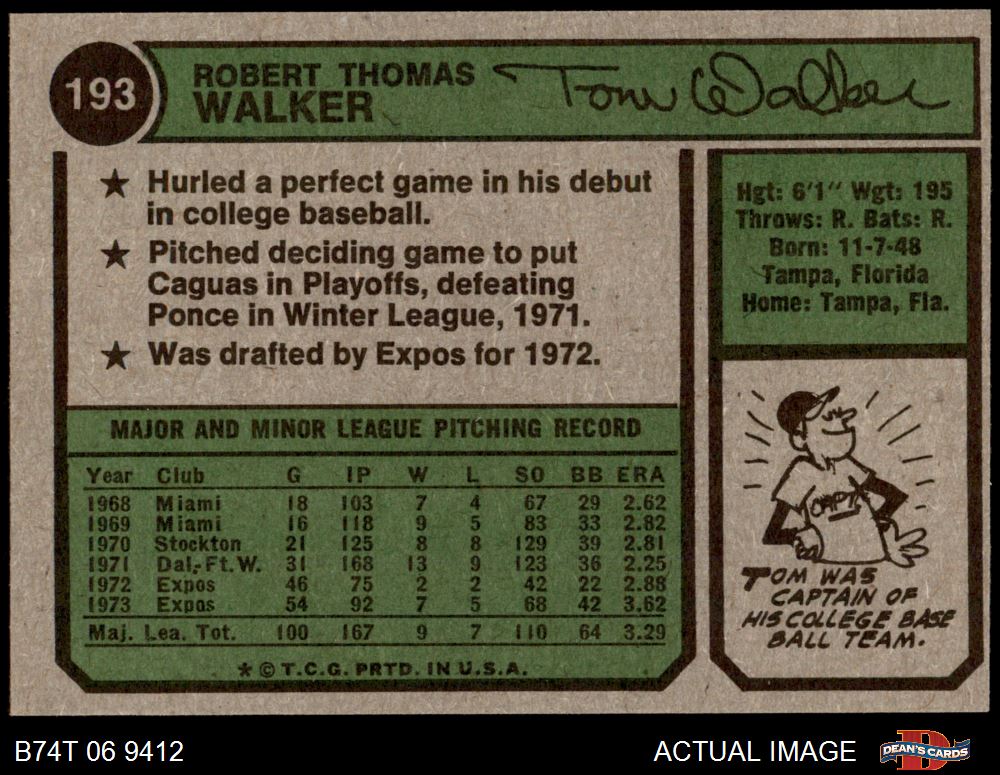 193
ROBERT THOMAS
WALKER
Tom Walker
★ Hurled a perfect game in his debut
in college baseball.
★ Pitched deciding game to put
Caguas in Playoffs, defeating
Ponce in Winter League, 1971.
★ Was drafted by Expos for 1972.
Hgt: 6'1" Wgt: 195
Throws: R. Bats: R.
Born: 11-7-48
Tampa, Florida
Home: Tampa, Fla.
MAJOR AND MINOR LEAGUE PITCHING RECORD
Year Club G IP W L SO BB ERA
1968 Miami 18 103 7 4 67 29 2.62
1969 Miami 16 118 9 5 83 33 2.82
1970 Stockton 21 125 8 8 129 39 2.81
1971 Dal.-Ft.W. 31 168 13 9 123 36 2.25
1972 Expos 46 75 2 2 42 22 2.88
1973 Expos 54 92 7 5 68 42 3.62
Maj. Lea. Tot. 100 167 9 7 110 64 3.29
★ © T.C.G. PRTD. IN U.S.A.
CAPT.
TOM WAS
CAPTAIN OF
HIS COLLEGE BASE
BALL TEAM.
B74T 06 9412
ACTUAL IMAGE
DEAN'S CARDS